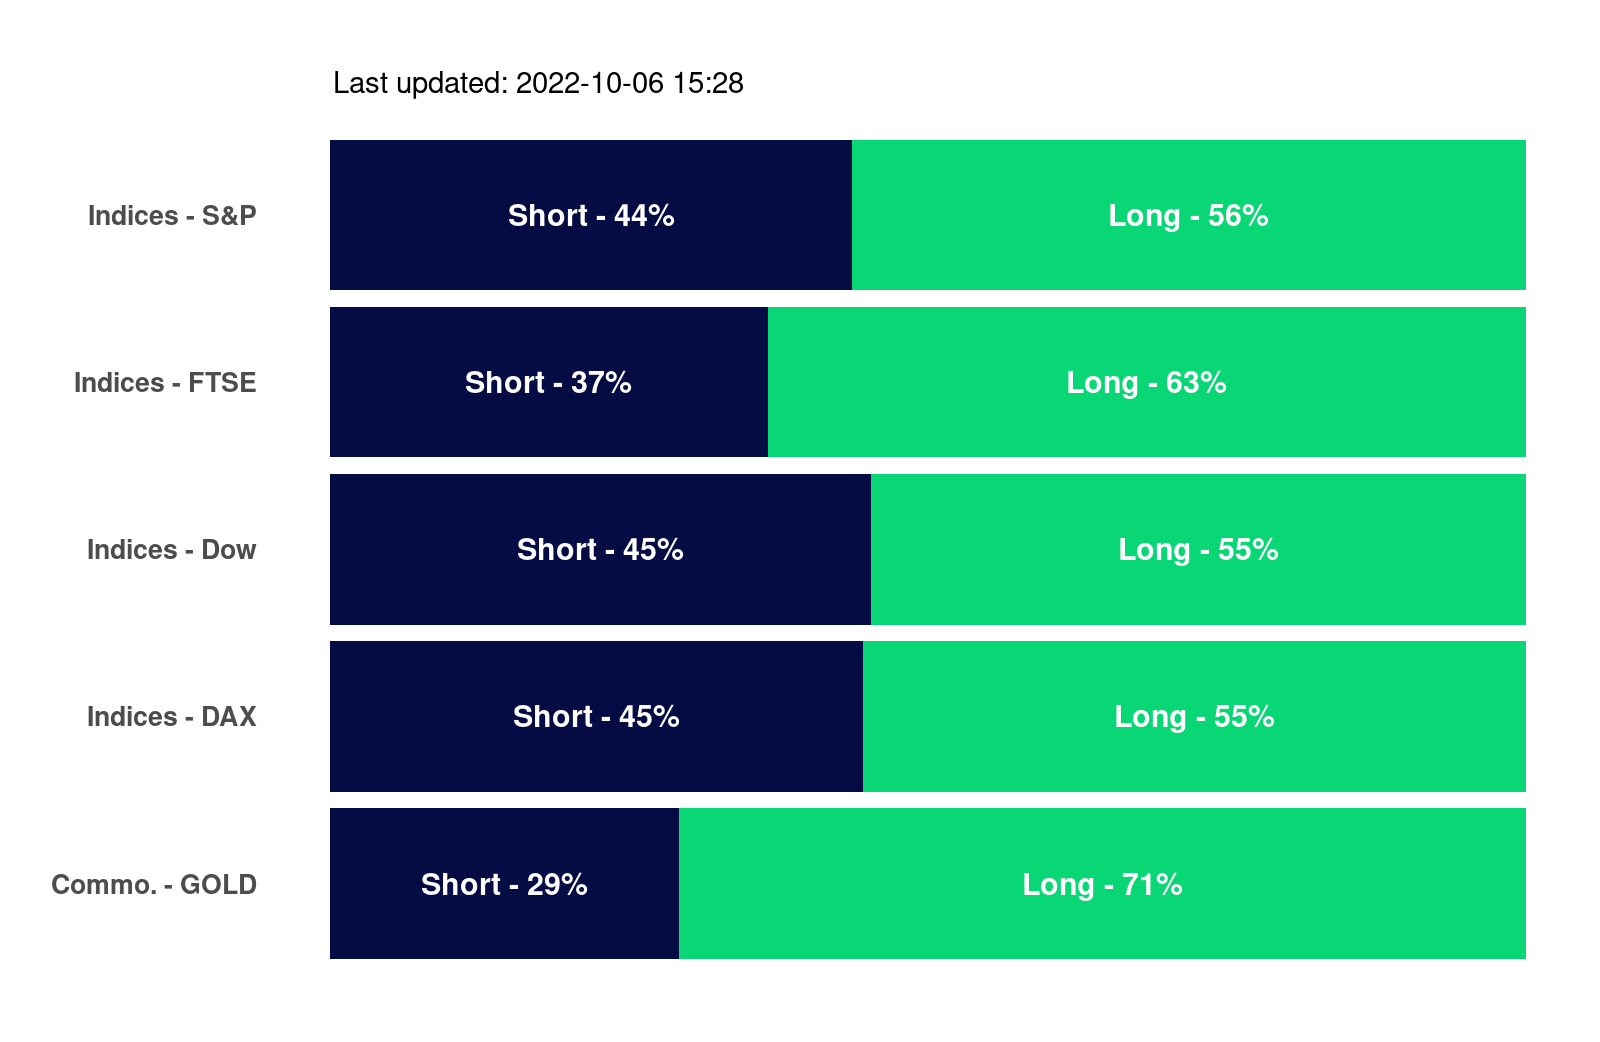 Last updated: 2022-10-06 15:28
Indices - S&P Short - 44% Long - 56%
Indices - FTSE Short - 37% Long - 63%
Indices - Dow Short - 45% Long - 55%
Indices - DAX Short - 45% Long - 55%
Commo. - GOLD Short - 29% Long - 71%